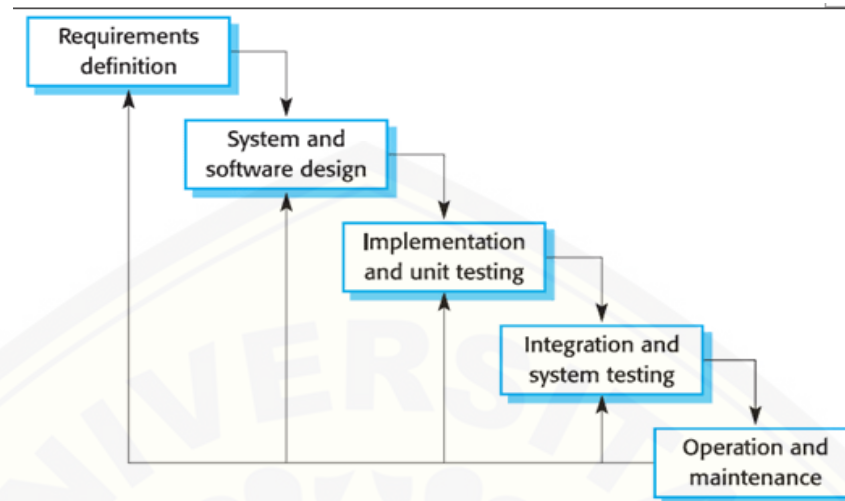 Requirements
definition
System and
software design
Implementation
and unit testing
Integration and
system testing
Operation and
maintenance